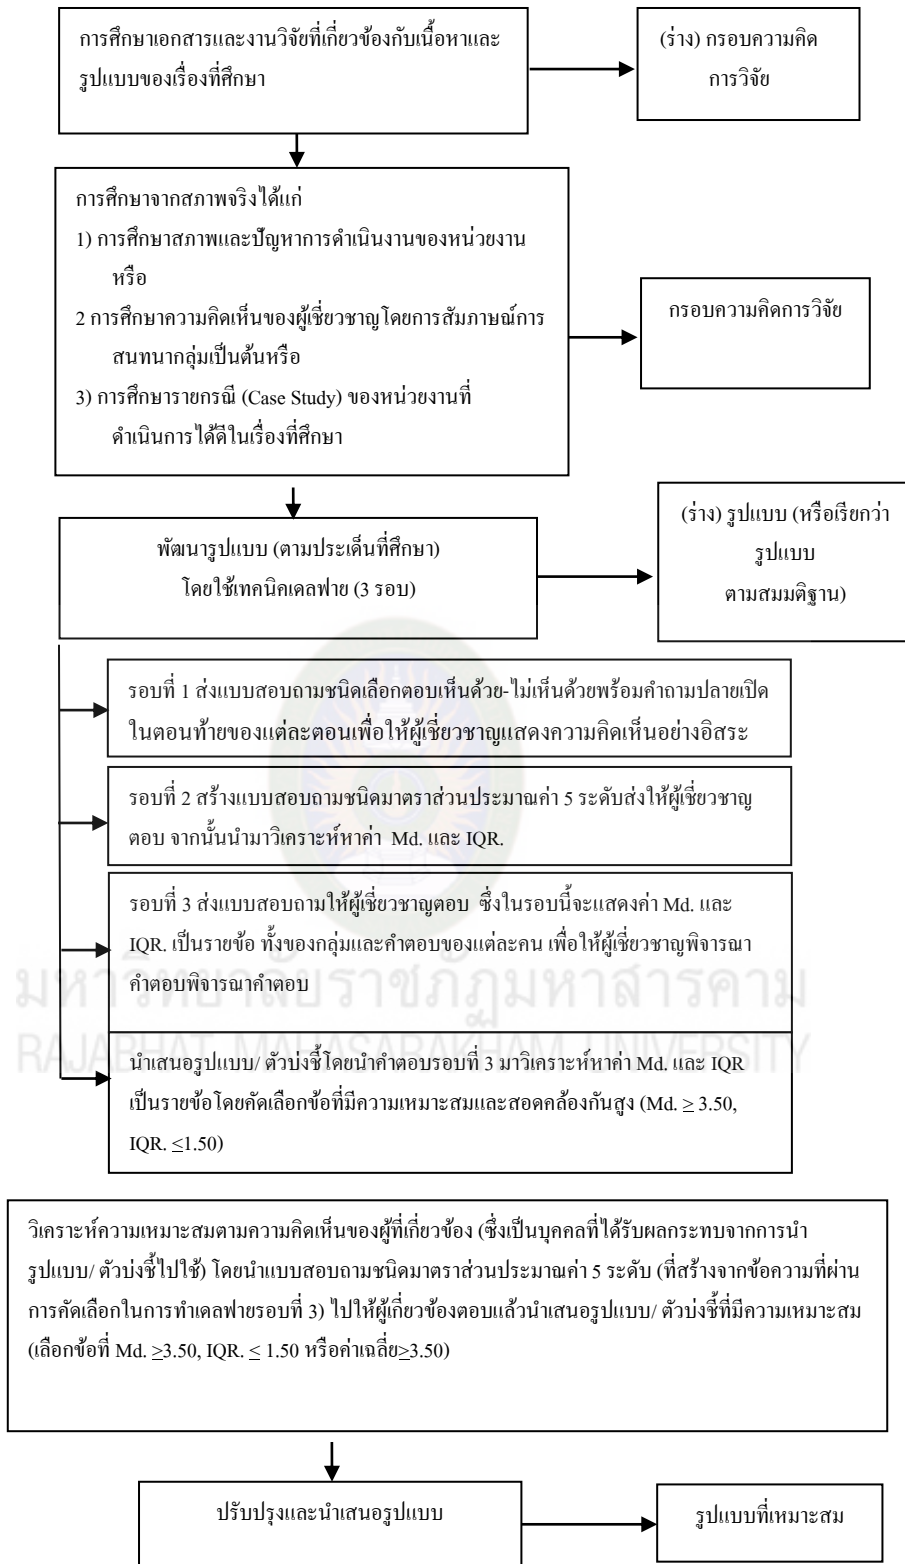 การศึกษาเอกสารและงานวิจัยที่เกี่ยวข้องกับเนื้อหาและ
รูปแบบของเรื่องที่ศึกษา
(ร่าง) กรอบความคิด
การวิจัย
การศึกษาจากสภาพจริงได้แก่
1) การศึกษาสภาพและปัญหาการดำเนินงานของหน่วยงาน
หรือ
2 การศึกษาความคิดเห็นของผู้เชี่ยวชาญโดยการสัมภาษณ์การ
สนทนากลุ่มเป็นต้นหรือ
3) การศึกษารายกรณี (Case Study) ของหน่วยงานที่
ดำเนินการได้ดีในเรื่องที่ศึกษา
กรอบความคิดการวิจัย
พัฒนารูปแบบ (ตามประเด็นที่ศึกษา)
โดยใช้เทคนิคเดลฟาย (3 รอบ)
(ร่าง) รูปแบบ (หรือเรียกว่า
รูปแบบ
ตามสมมติฐาน)
รอบที่ 1 ส่งแบบสอบถามชนิดเลือกตอบเห็นด้วย-ไม่เห็นด้วยพร้อมคำถามปลายเปิด
ในตอนท้ายของแต่ละตอนเพื่อให้ผู้เชี่ยวชาญแสดงความคิดเห็นอย่างอิสระ
รอบที่ 2 สร้างแบบสอบถามชนิดมาตราส่วนประมาณค่า 5 ระดับส่งให้ผู้เชี่ยวชาญ
ตอบ จากนั้นนำมาวิเคราะห์หาค่า Md. และ IQR.
รอบที่ 3 ส่งแบบสอบถามให้ผู้เชี่ยวชาญตอบ ซึ่งในรอบนี้จะแสดงค่า Md. และ
IQR. เป็นรายข้อ ทั้งของกลุ่มและคำตอบของแต่ละคน เพื่อให้ผู้เชี่ยวชาญพิจารณา
คำตอบพิจารณาคำตอบ
มหาวิทยาลัยราชภัฏมหาสารคาม
RAJABHAT MAHASARAKHAM UNIVERSITY
นำเสนอรูปแบบ/ ตัวบ่งชี้โดยนำคำตอบรอบที่ 3 มาวิเคราะห์หาค่า Md. และ IQR
เป็นรายข้อโดยคัดเลือกข้อที่มีความเหมาะสมและสอดคล้องกันสูง (Md. ≥ 3.50,
IQR. ≤1.50)
วิเคราะห์ความเหมาะสมตามความคิดเห็นของผู้ที่เกี่ยวข้อง (ซึ่งเป็นบุคคลที่ได้รับผลกระทบจากการนำ
รูปแบบ/ ตัวบ่งชี้ไปใช้) โดยนำแบบสอบถามชนิดมาตราส่วนประมาณค่า 5 ระดับ (ที่สร้างจากข้อความที่ผ่าน
การคัดเลือกในการทำเดลฟายรอบที่ 3) ไปให้ผู้เกี่ยวข้องตอบแล้วนำเสนอรูปแบบ/ ตัวบ่งชี้ที่มีความเหมาะสม
(เลือกข้อที่ Md. ≥3.50, IQR. ≤ 1.50 หรือค่าเฉลี่ย≥3.50)
ปรับปรุงและนำเสนอรูปแบบ
รูปแบบที่เหมาะสม